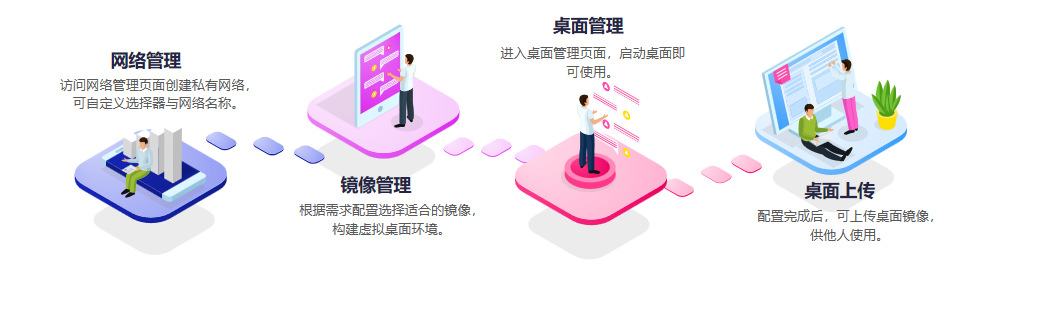 网络管理
访问网络管理页面创建私有网络，
可自定义选择器与网络名称。
镜像管理
根据需求配置选择适合的镜像，
构建虚拟桌面环境。
桌面管理
进入桌面管理页面，启动桌面即
可使用。
桌面上传
配置完成后，可上传桌面镜像，
供他人使用。